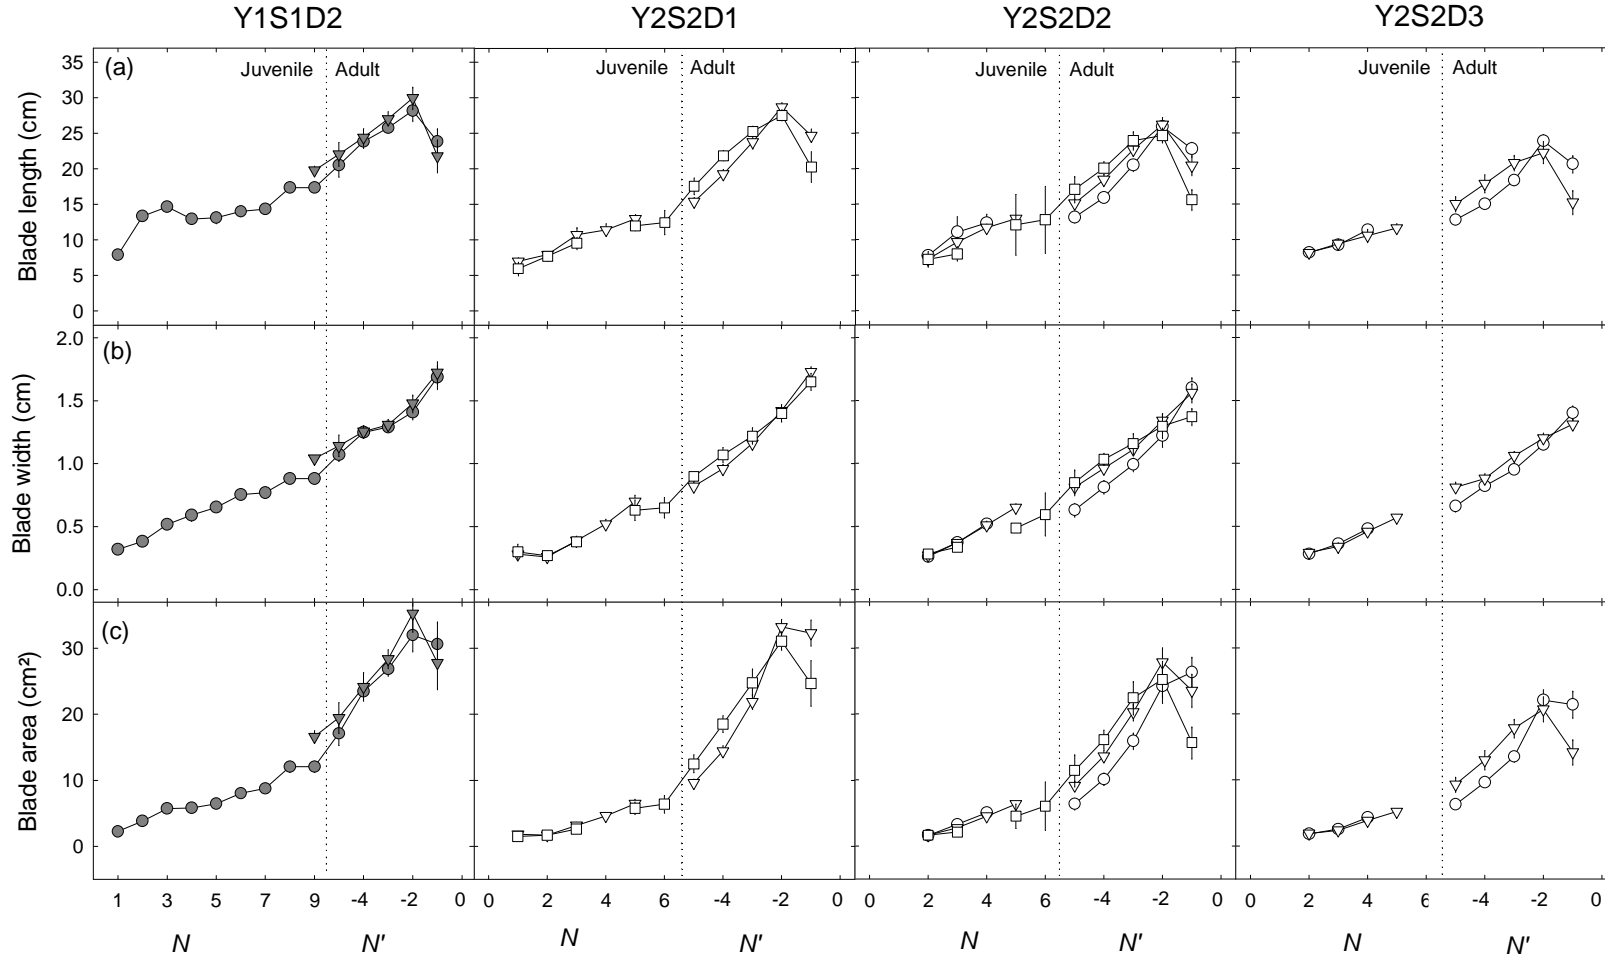 Y1S1D2 Y2S2D1 Y2S2D2 Y2S2D3
(a) Juvenile Adult Juvenile Adult Juvenile Adult Juvenile Adult
Blade length (cm)
35
30
25
20
15
10
5
0
(b)
Blade width (cm)
2.0
1.5
1.0
0.5
0.0
(c)
Blade area (cm²)
30
20
10
0
1 3 5 7 9 -4 -2 0 0 2 4 6 -4 -2 0 0 2 4 6 -4 -2 0 0 2 4 6 -4 -2 0
N N' N N' N N' N N'